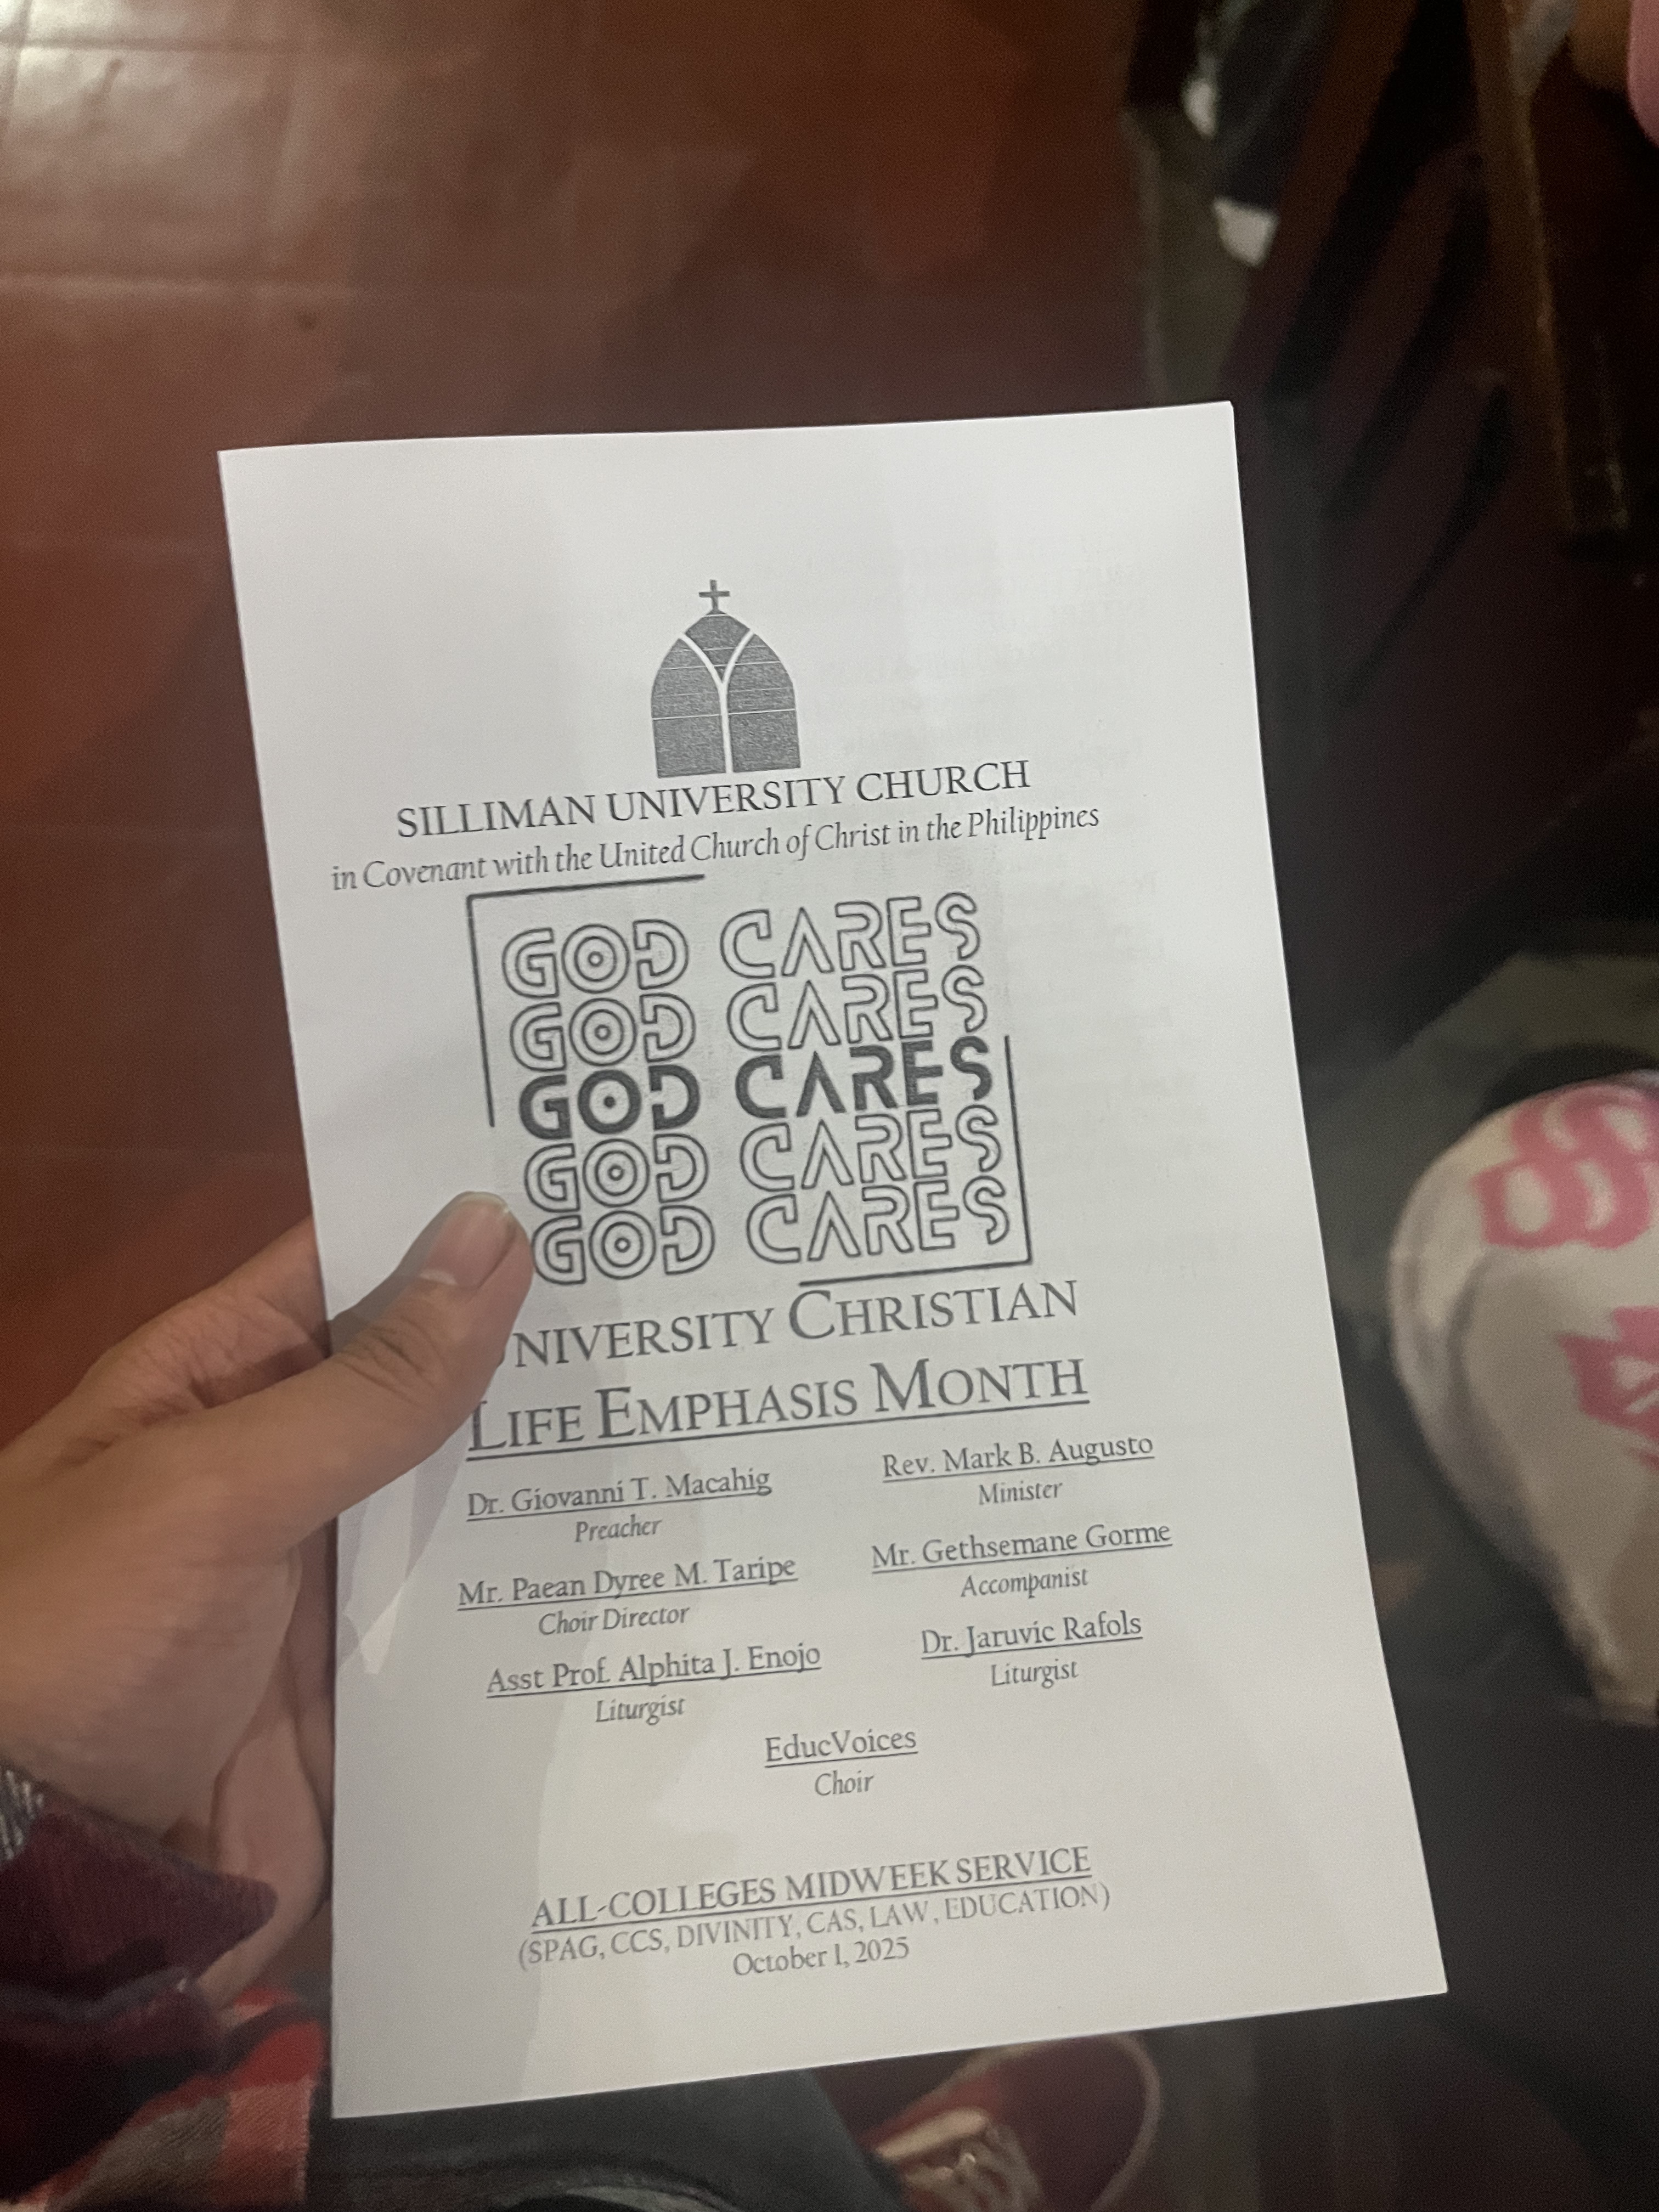 SILLIMAN UNIVERSITY CHURCH
in Covenant with the United Church of Christ in the Philippines
GOD CARES
GOD CARES
GOD CARES
GOD CARES
GOD CARES
UNIVERSITY CHRISTIAN
LIFE EMPHASIS MONTH
Dr. Giovanni T. Macahig
Preacher
Rev. Mark B. Augusto
Minister
Mr. Paean Dyree M. Taripe
Choir Director
Mr. Gethsemane Gorme
Accompanist
Asst Prof. Alphita J. Enojo
Liturgist
Dr. Jaruvic Rafols
Liturgist
EducVoices
Choir
ALL-COLLEGES MIDWEEK SERVICE
(SPAG, CCS, DIVINITY, CAS, LAW, EDUCATION)
October 1, 2025